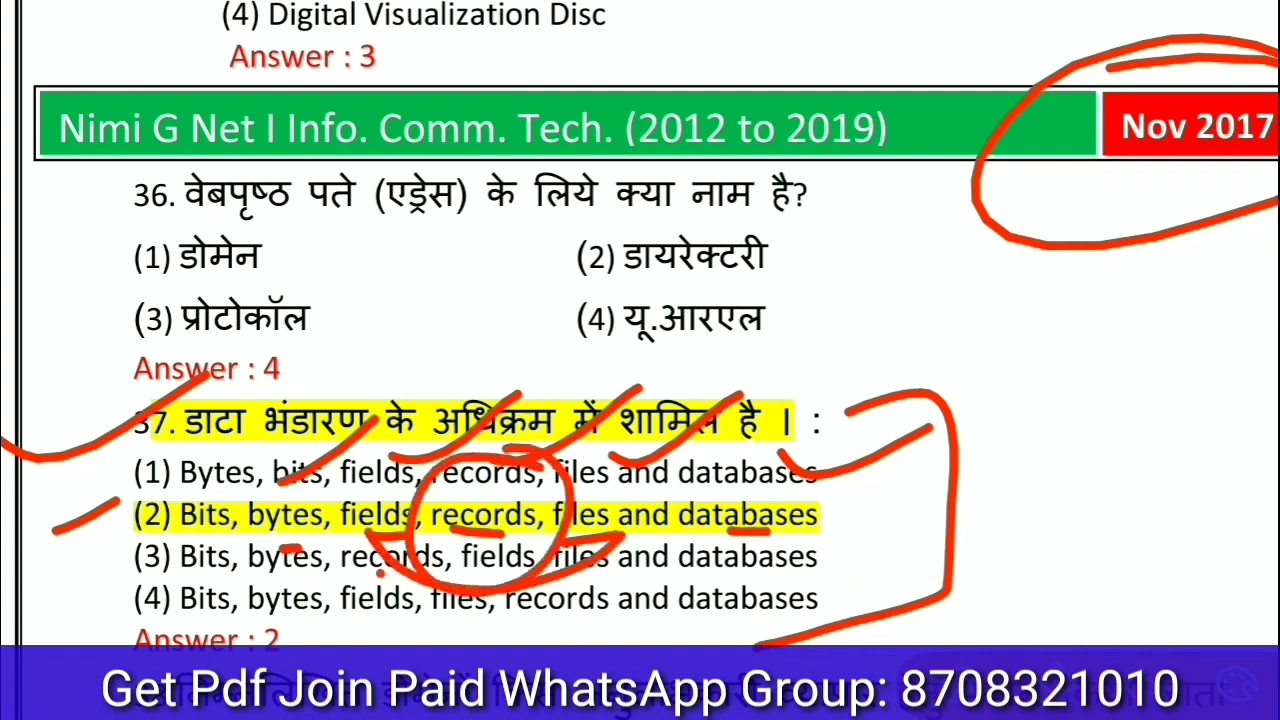 (4) Digital Visualization Disc
Answer : 3
Nimi G Net I Info. Comm. Tech. (2012 to 2019) Nov 2017
36. वेबपृष्ठ पते (एड्रेस) के लिये क्या नाम है?
(1) डोमेन (2) डायरेक्टरी
(3) प्रोटोकॉल (4) यू.आरएल
Answer : 4
37. डाटा भंडारण के अधिक्रम में शामिल है । :
(1) Bytes, bits, fields, records, files and databases
(2) Bits, bytes, fields, records, files and databases
(3) Bits, bytes, records, fields, files and databases
(4) Bits, bytes, fields, files, records and databases
Answer : 2
Get Pdf Join Paid WhatsApp Group: 8708321010